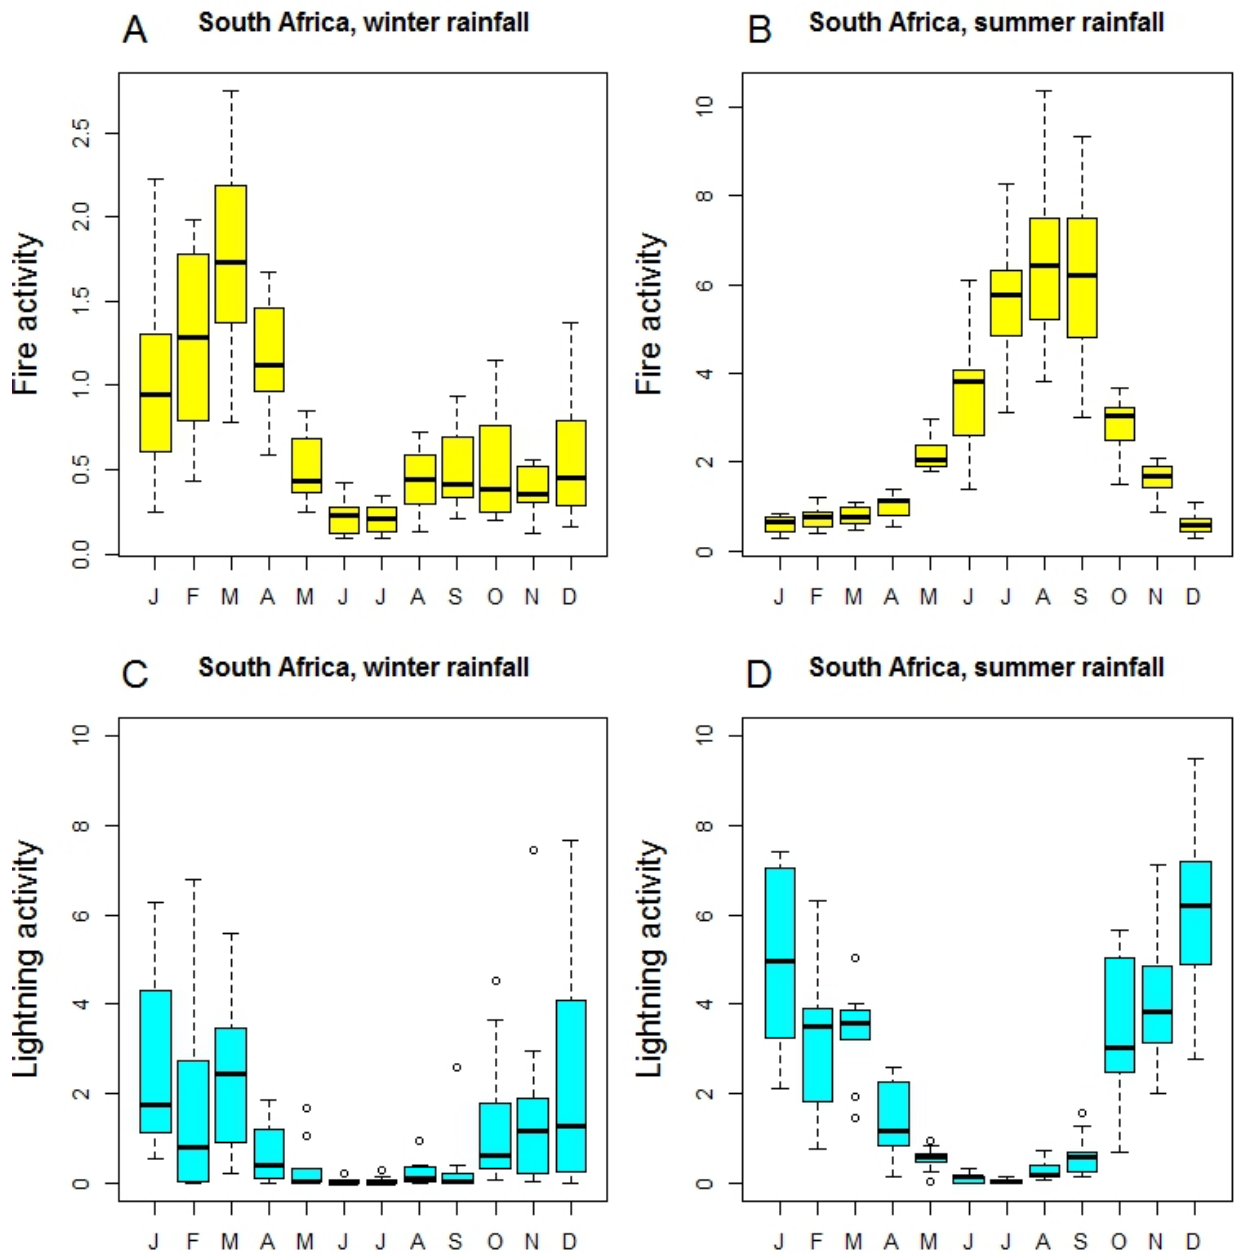 A South Africa, winter rainfall
Fire activity
0.0 0.5 1.0 1.5 2.0 2.5
J F M A M J J A S O N D
B South Africa, summer rainfall
Fire activity
0 2 4 6 8 10
J F M A M J J A S O N D
C South Africa, winter rainfall
Lightning activity
0 2 4 6 8 10
J F M A M J J A S O N D
D South Africa, summer rainfall
Lightning activity
0 2 4 6 8 10
J F M A M J J A S O N D